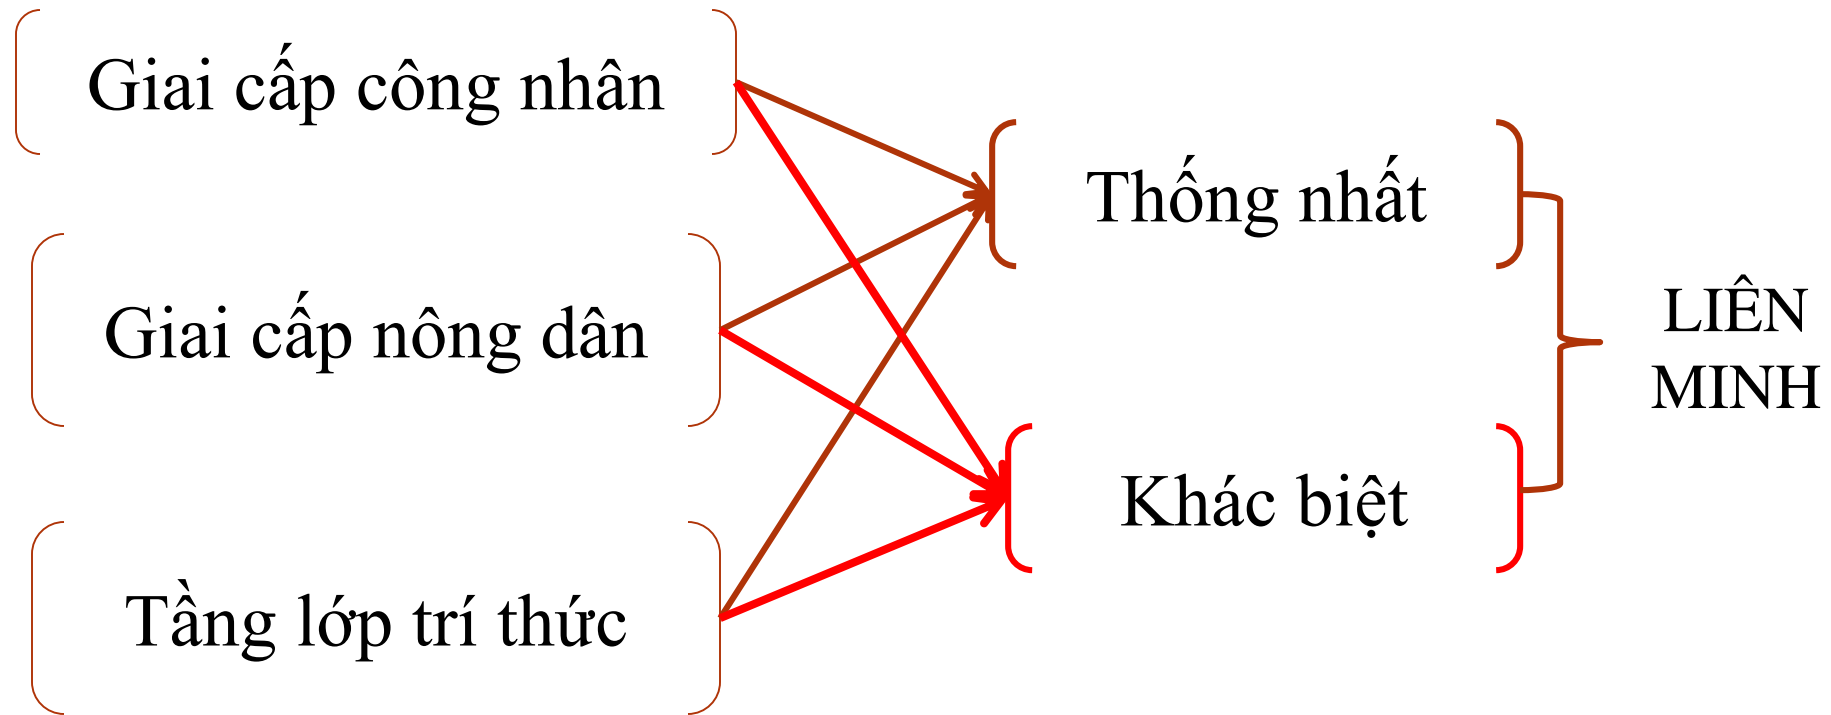 Giai cấp công nhân
Giai cấp nông dân
Tầng lớp trí thức
Thống nhất
Khác biệt
LIÊN
MINH